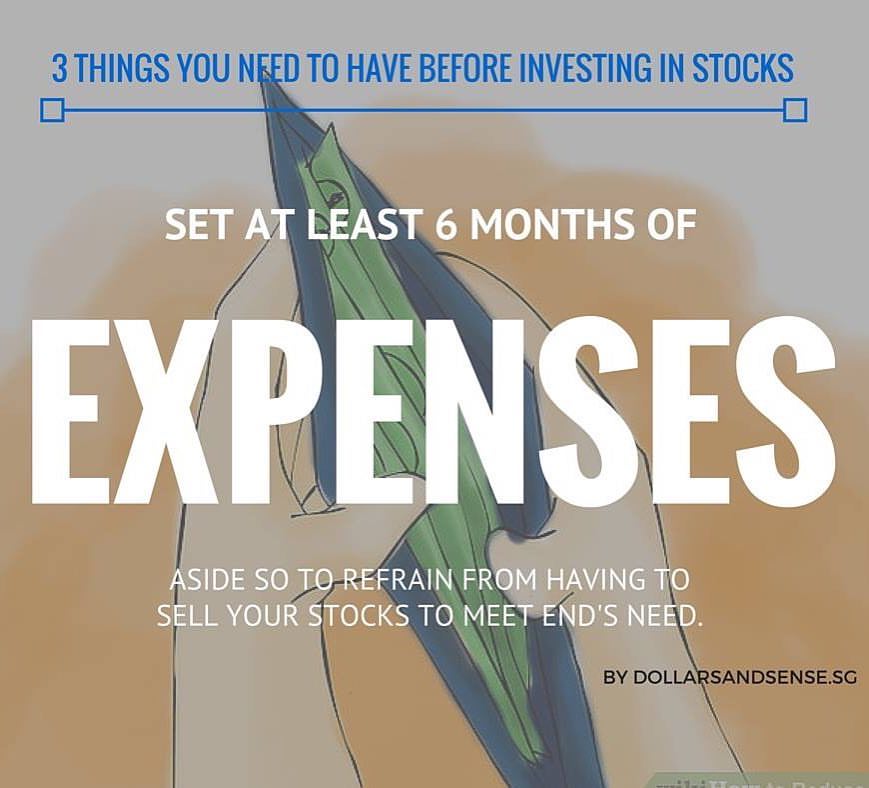 3 THINGS YOU NEED TO HAVE BEFORE INVESTING IN STOCKS
SET AT LEAST 6 MONTHS OF
EXPENSES
ASIDE SO TO REFRAIN FROM HAVING TO
SELL YOUR STOCKS TO MEET END'S NEED.
BY DOLLARSANDSENSE.SG
wikiHow to Reduce